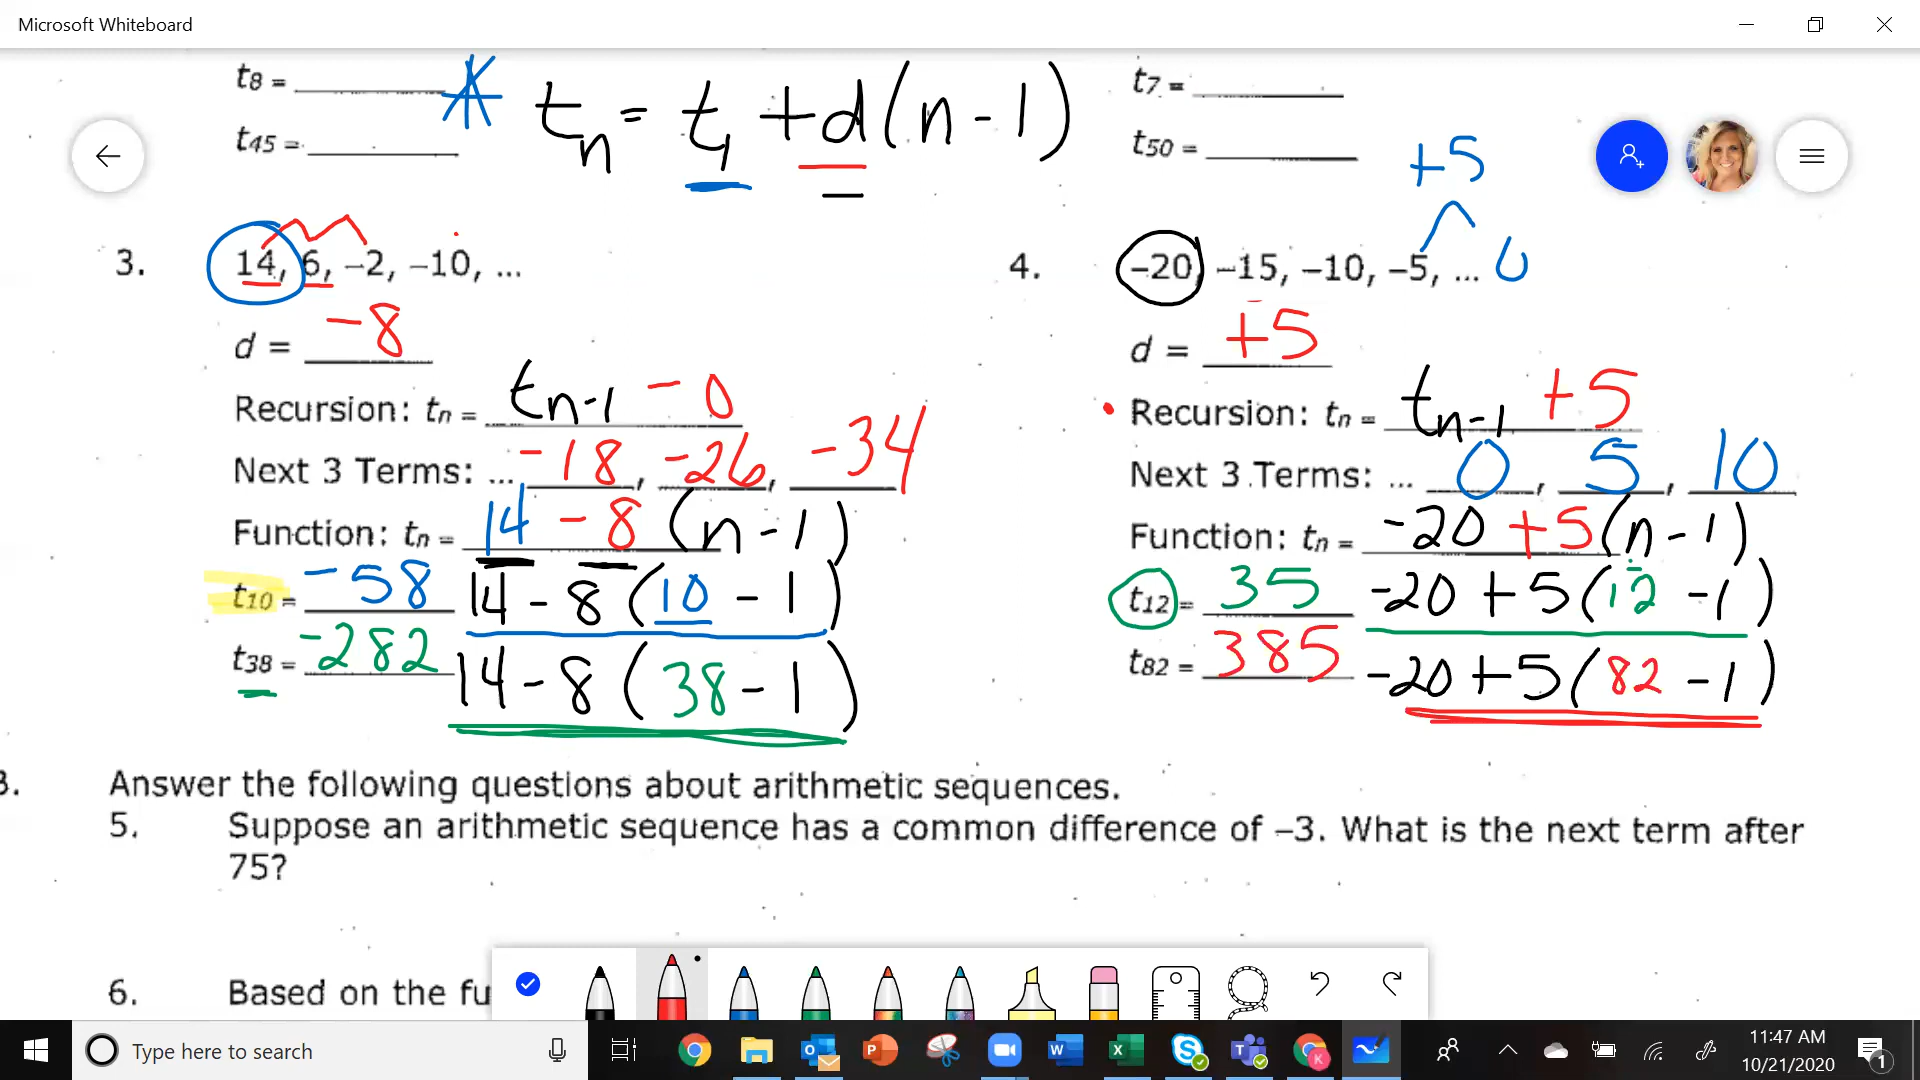 Microsoft Whiteboard
t8 =
t45 =
* tn = t1 + d(n - 1)
t7 =
t50 =
+5
3. 14, 6, -2, -10, ...
d = -8
Recursion: tn = tn-1 - 0
Next 3 Terms: ... -18, -26, -34
Function: tn = 14 - 8 (n - 1)
t10 = -58 14 - 8 (10 - 1)
t38 = -282 14 - 8 (38 - 1)
4. -20, -15, -10, -5, ... 0
d = +5
Recursion: tn = tn-1 +5
Next 3 Terms: ... 0, 5, 10
Function: tn = -20 +5(n - 1)
t12 = 35 -20 + 5(12 - 1)
t82 = 385 -20 + 5(82 - 1)
Answer the following questions about arithmetic sequences.
5. Suppose an arithmetic sequence has a common difference of -3. What is the next term after
75?
6. Based on the fu
Type here to search
11:47 AM
10/21/2020
1